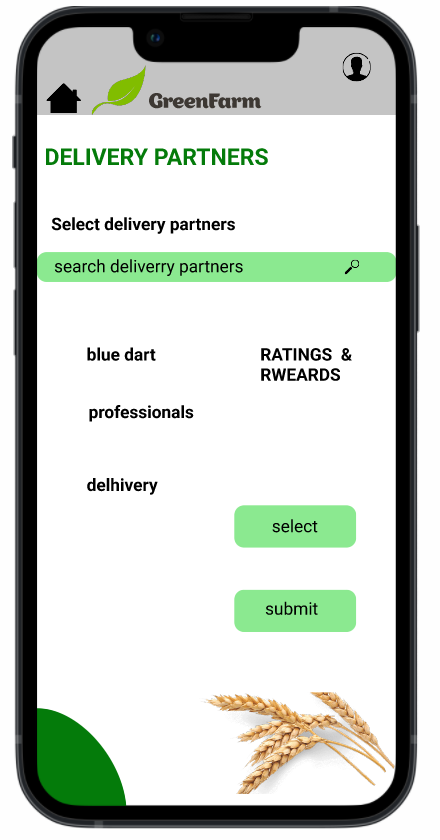 GreenFarm
DELIVERY PARTNERS
Select delivery partners
search deliverry partners
blue dart
RATINGS & 
RWEARDS
professionals
delhivery
select
submit